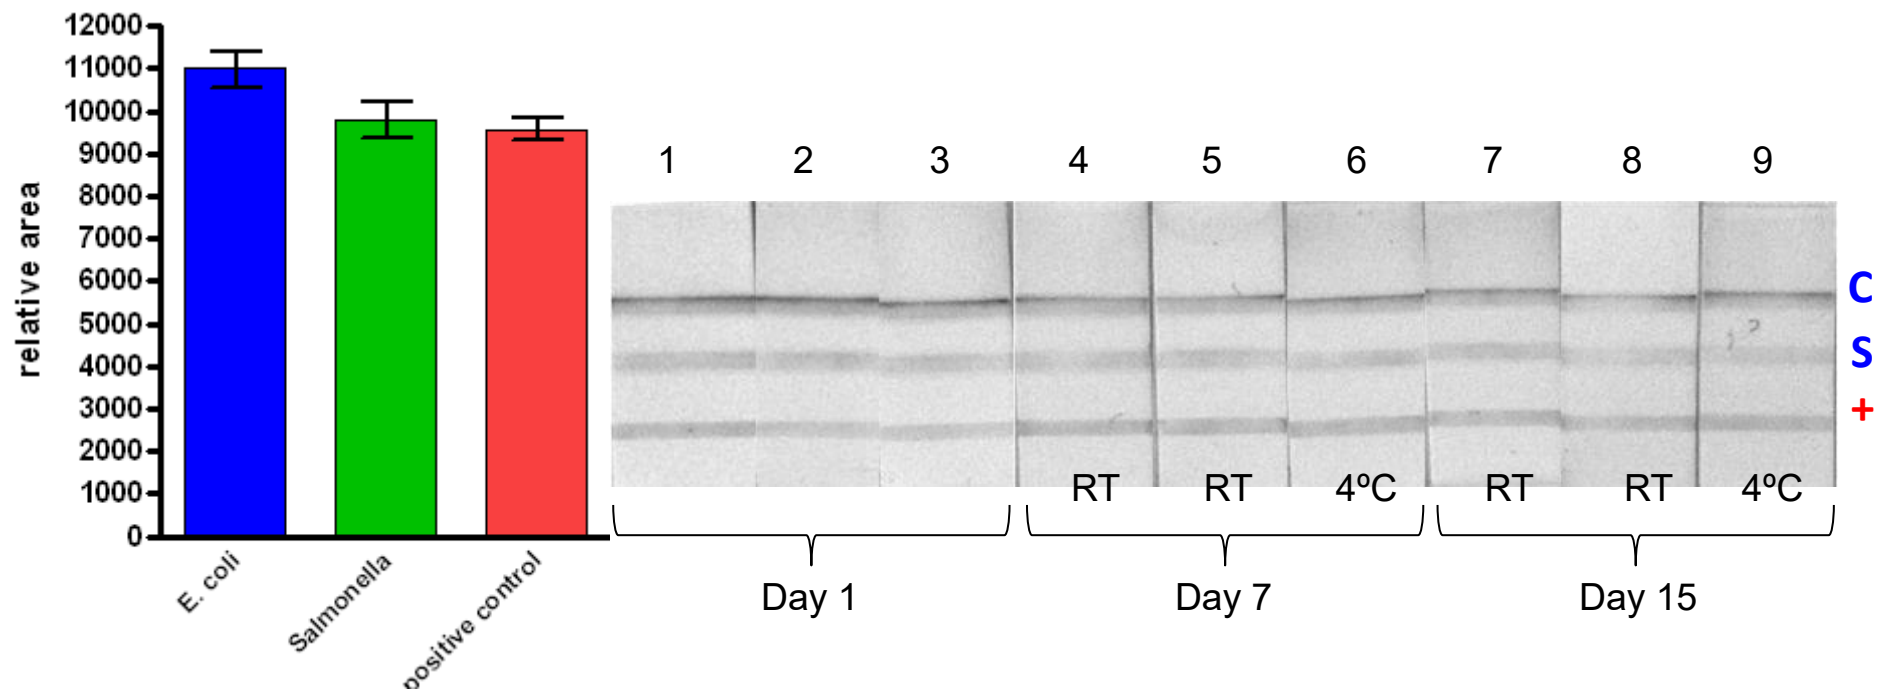 12000
11000
10000
9000
8000
7000
6000
5000
4000
3000
2000
1000
0
relative area
E. coli
Salmonella
positive control
1 2 3 4 5 6 7 8 9
C
S
+
RT RT 4ºC RT RT 4ºC
Day 1 Day 7 Day 15